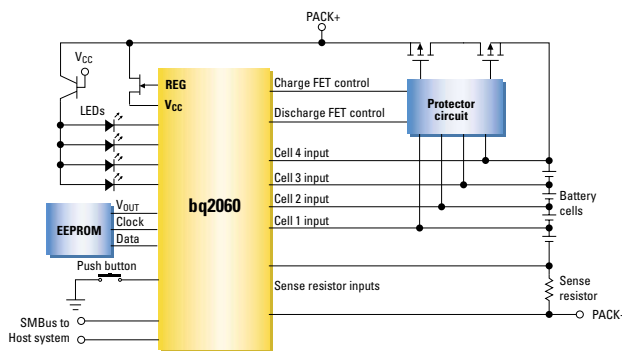 PACK+
VCC
REG
VCC
LEDs
Charge FET control
Discharge FET control
Protector
circuit
Cell 4 input
Cell 3 input
Cell 2 input
Cell 1 input
Battery
cells
bq2060
EEPROM
VOUT
Clock
Data
Push button
Sense resistor inputs
Sense
resistor
SMBus to
Host system
PACK-